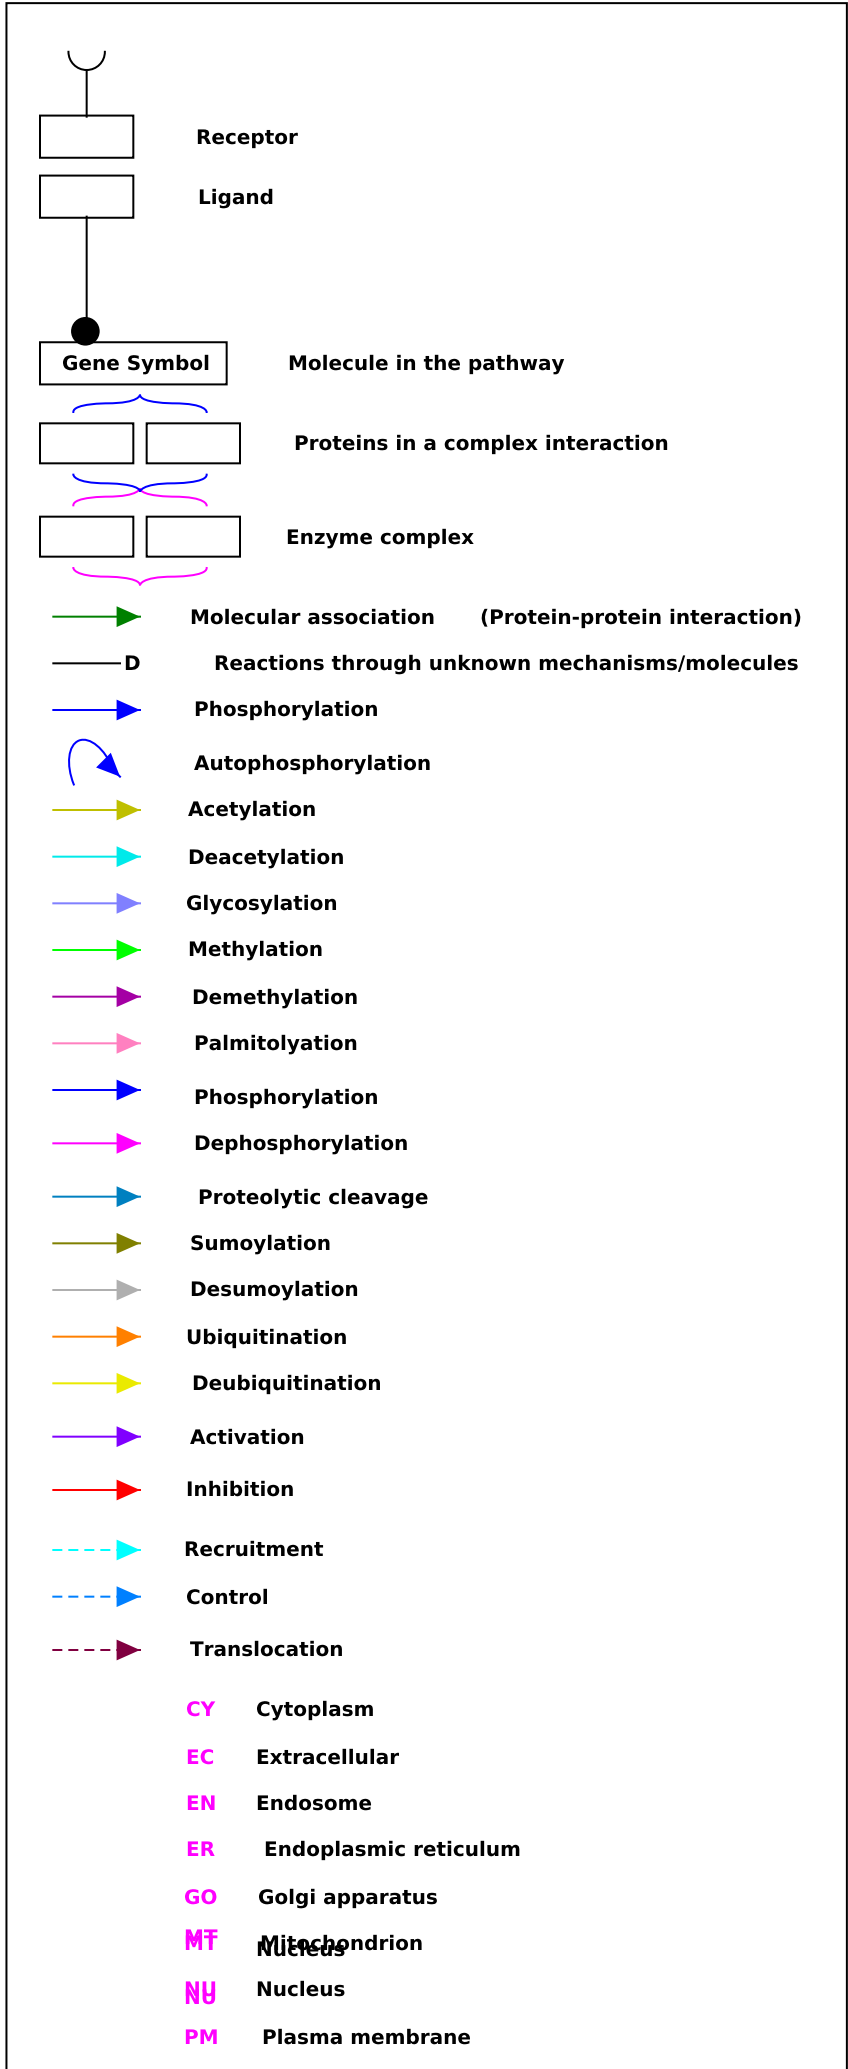 Receptor
Ligand
Gene Symbol Molecule in the pathway
Proteins in a complex interaction
Enzyme complex
Molecular association (Protein-protein interaction)
D Reactions through unknown mechanisms/molecules
Phosphorylation
Autophosphorylation
Acetylation
Deacetylation
Glycosylation
Methylation
Demethylation
Palmitolyation
Phosphorylation
Dephosphorylation
Proteolytic cleavage
Sumoylation
Desumoylation
Ubiquitination
Deubiquitination
Activation
Inhibition
Recruitment
Control
Translocation
CY Cytoplasm
EC Extracellular
EN Endosome
ER Endoplasmic reticulum
GO Golgi apparatus
MT
MT Mitochondrion
Nucleus
NU Nucleus
NU
PM Plasma membrane